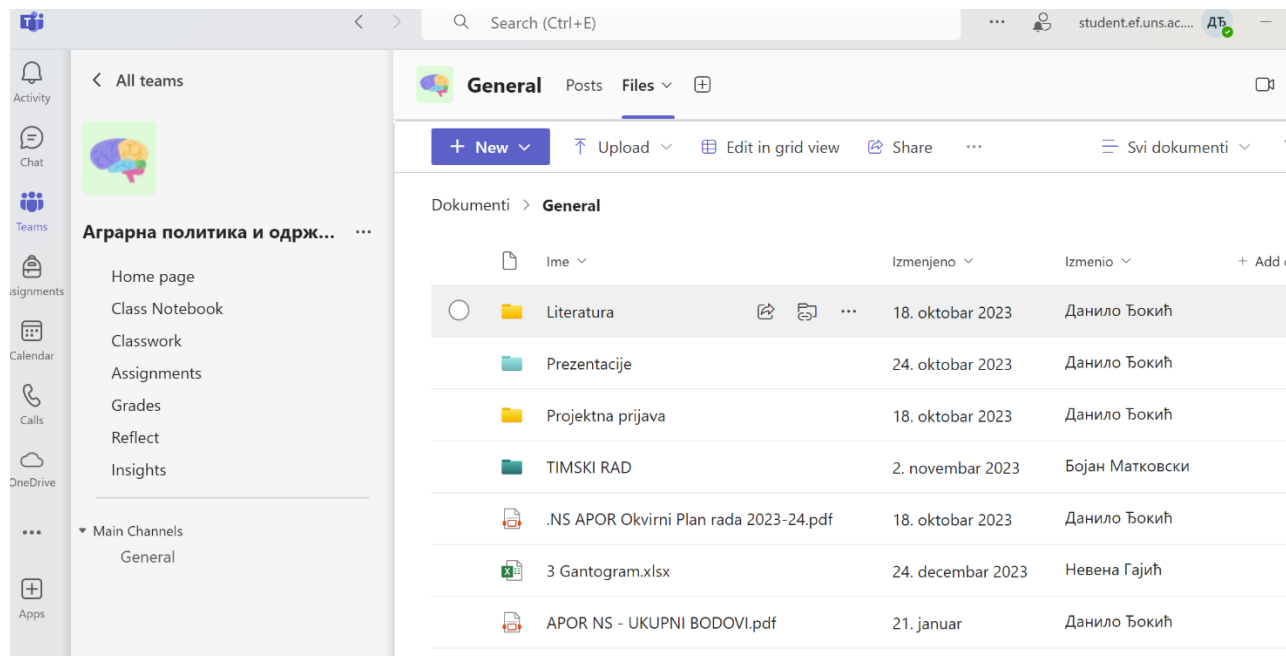 Search (Ctrl+E)
student.ef.uns.ac....
ДЂ
Activity
Chat
Teams
ssignments
Calendar
Calls
OneDrive
Apps
All teams
Аграрна политика и одрж...
Home page
Class Notebook
Classwork
Assignments
Grades
Reflect
Insights
Main Channels
General
General Posts Files
New Upload Edit in grid view Share ... Svi dokumenti
Dokumenti > General
Ime Izmenjeno Izmenio + Add
Literatura 18. oktobar 2023 Данило Ђокић
Prezentacije 24. oktobar 2023 Данило Ђокић
Projektna prijava 18. oktobar 2023 Данило Ђокић
TIMSKI RAD 2. novembar 2023 Бојан Матковски
.NS APOR Okvirni Plan rada 2023-24.pdf 18. oktobar 2023 Данило Ђокић
3 Gantogram.xlsx 24. decembar 2023 Невена Гајић
APOR NS - UKUPNI BODOVI.pdf 21. januar Данило Ђокић